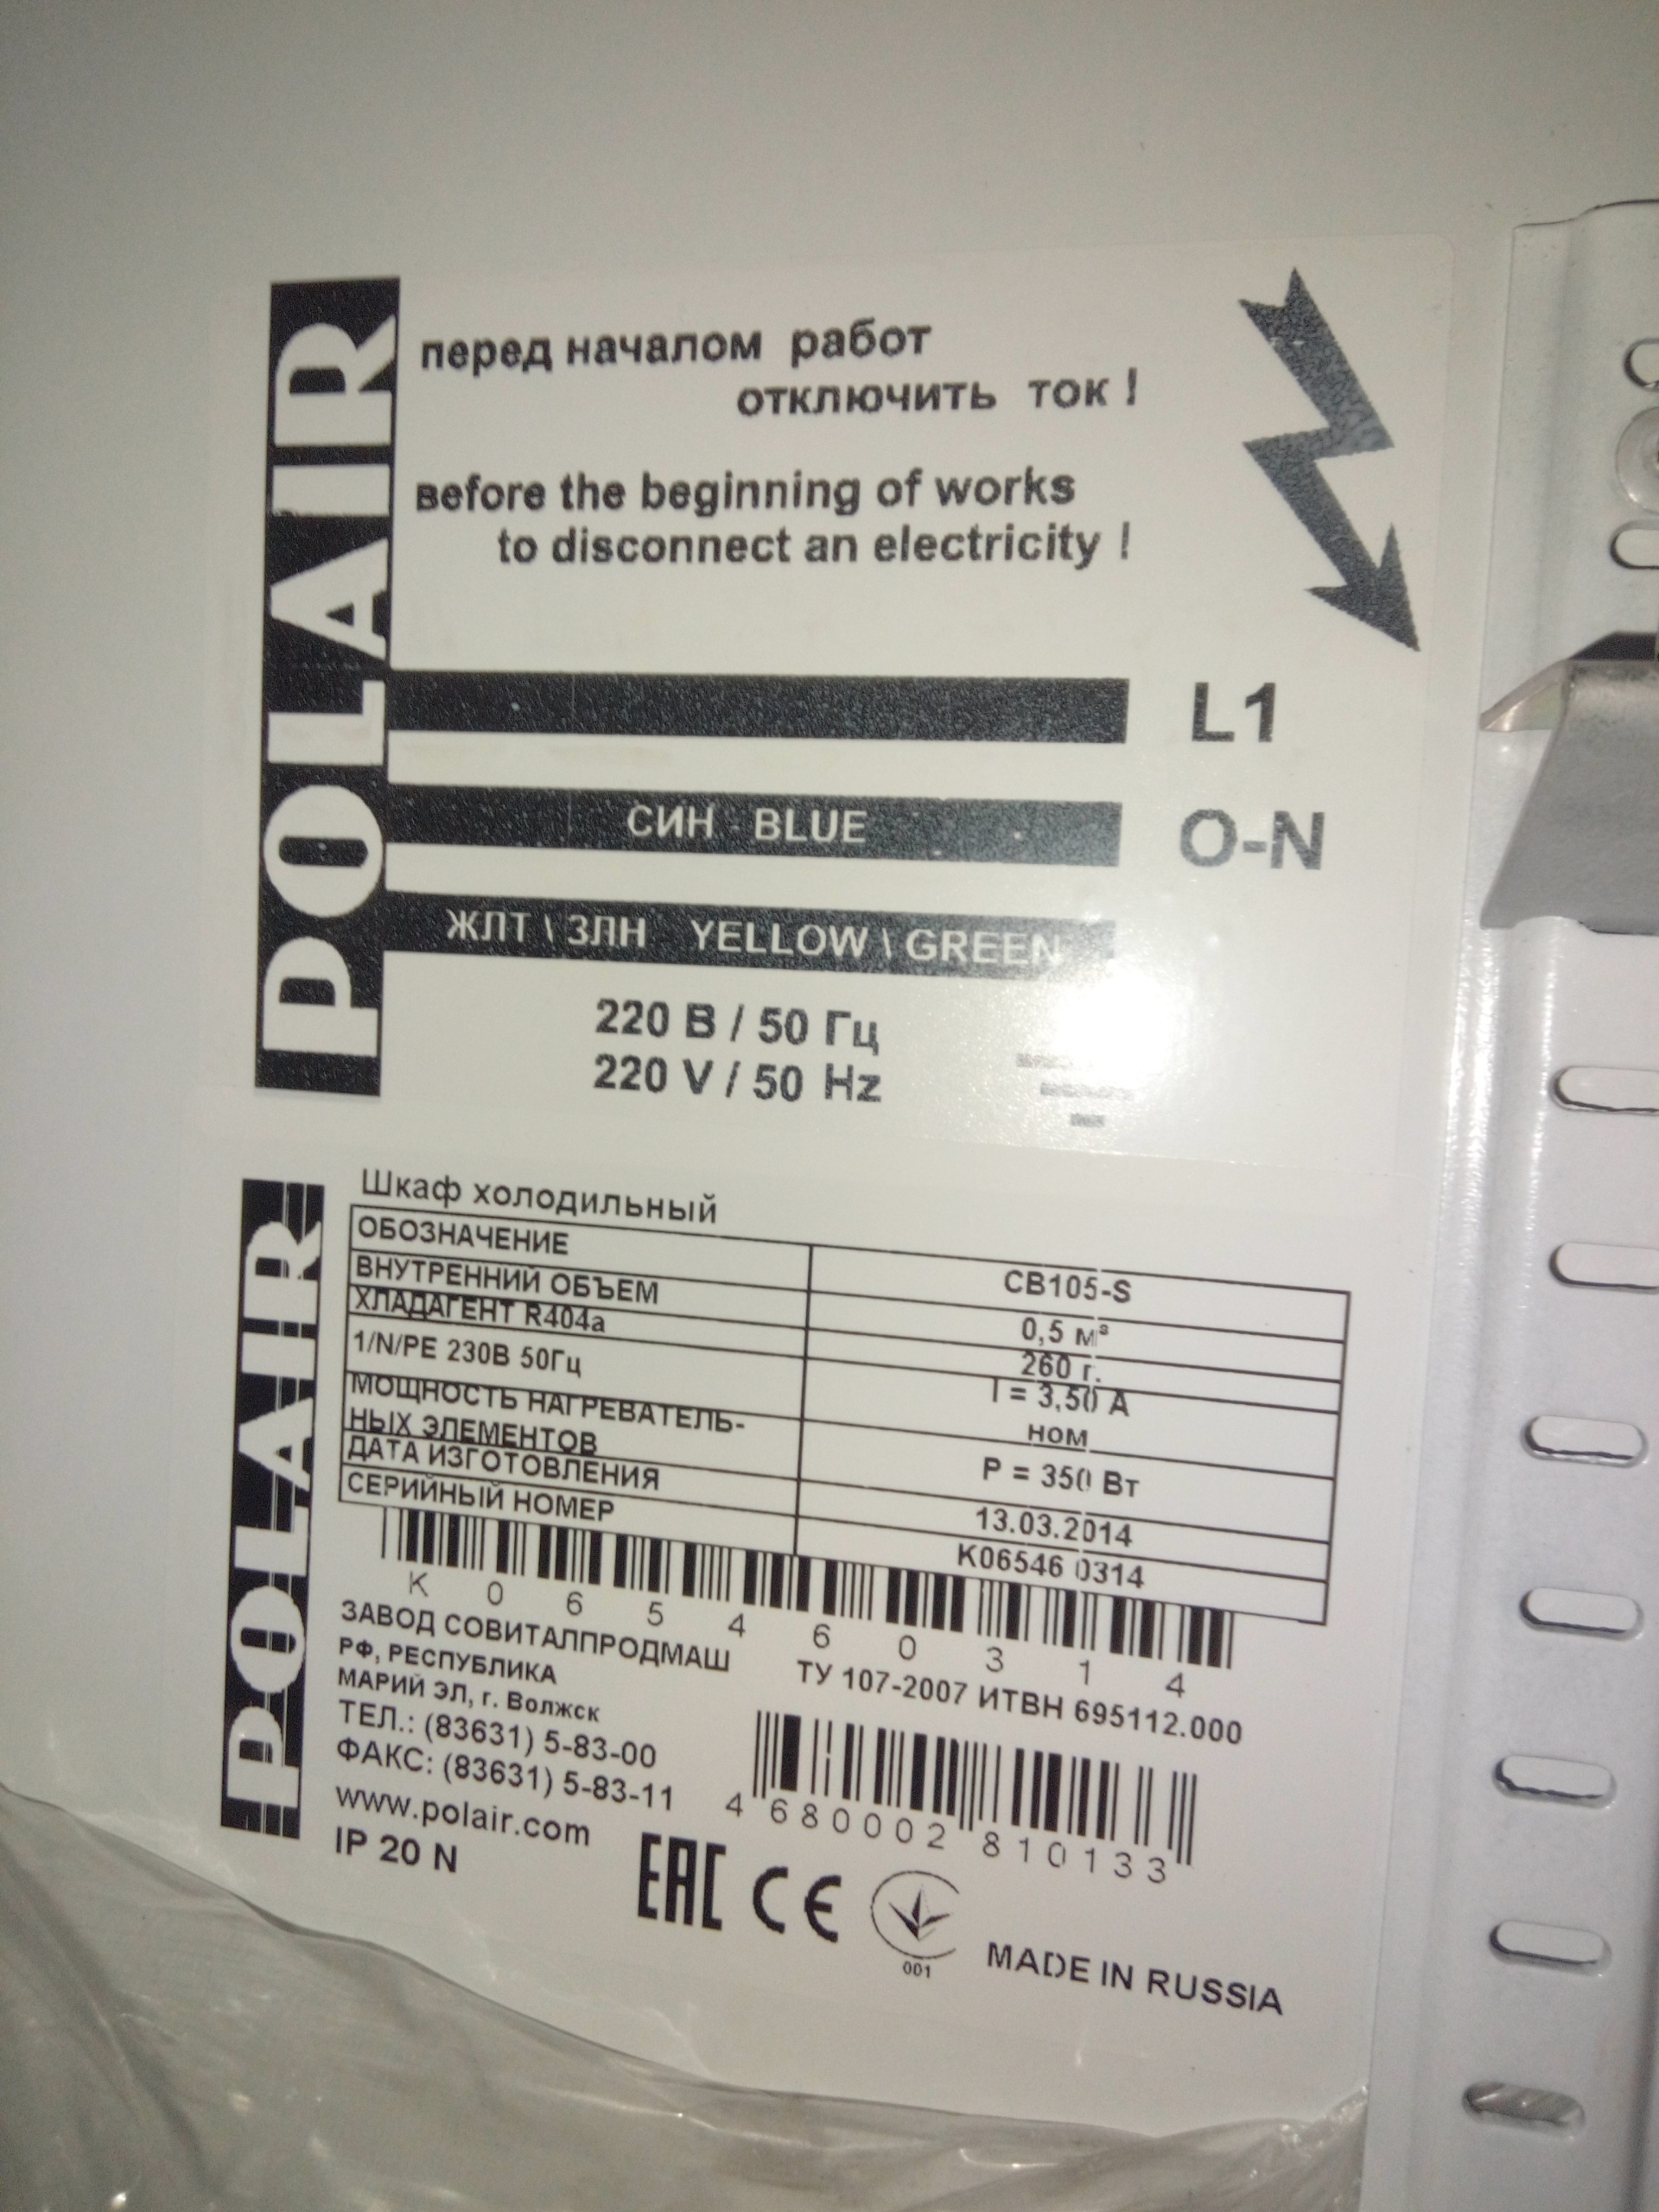 POLAIR
перед началом работ
отключить ток !
вefore the beginning of works
to disconnect an electricity !
L1
СИН - BLUE
O-N
ЖЛТ \ ЗЛН - YELLOW \ GREEN
220 В / 50 Гц
220 V / 50 Hz
POLAIR
Шкаф холодильный
ОБОЗНАЧЕНИЕ CB105-S
ВНУТРЕННИЙ ОБЪЕМ 0,5 м³
ХЛАДАГЕНТ R404a 260 г.
1/N/PE 230В 50Гц I = 3,50 А
ном
МОЩНОСТЬ НАГРЕВАТЕЛЬ-
НЫХ ЭЛЕМЕНТОВ P = 350 Вт
ДАТА ИЗГОТОВЛЕНИЯ 13.03.2014
СЕРИЙНЫЙ НОМЕР K06546 0314
K 0 6 5 4 6 0 3 1 4
ЗАВОД СОВИТАЛПРОДМАШ
РФ, РЕСПУБЛИКА
МАРИЙ ЭЛ, г. Волжск
ТЕЛ.: (83631) 5-83-00
ФАКС: (83631) 5-83-11
www.polair.com
IP 20 N
ТУ 107-2007 ИТВН 695112.000
4 680002 810133
EAC CE
001
MADE IN RUSSIA